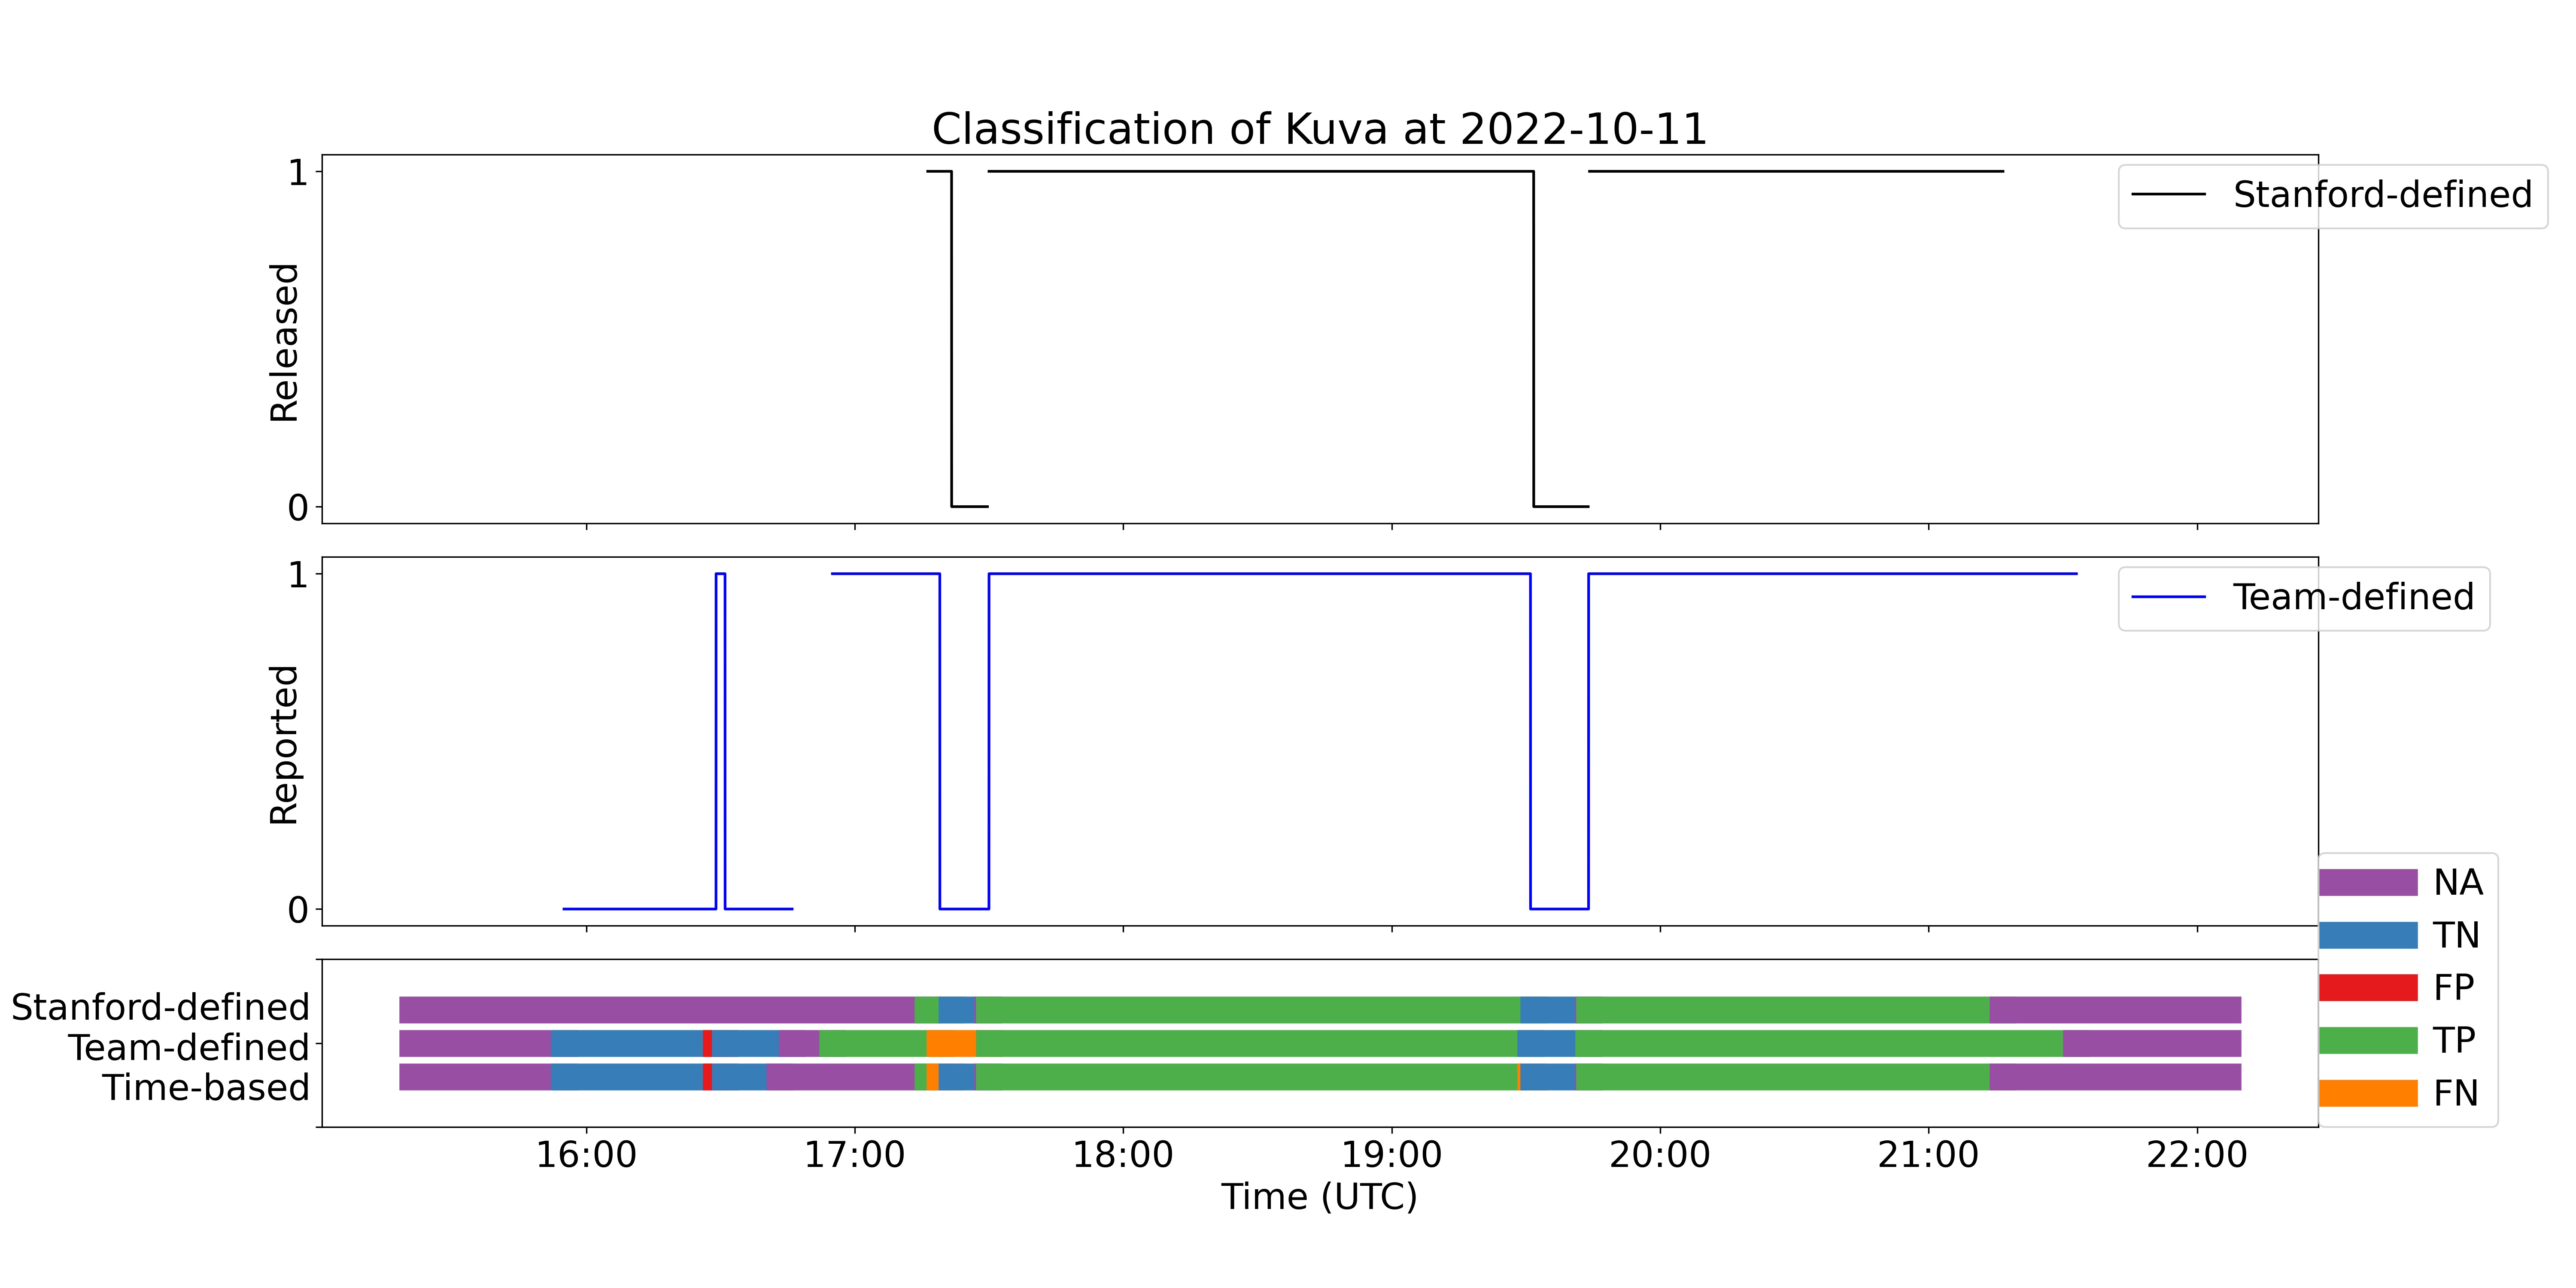 Classification of Kuva at 2022-10-11
1
Released
0
Stanford-defined
1
Reported
0
Team-defined
NA
TN
FP
TP
FN
Stanford-defined
Team-defined
Time-based
16:00 17:00 18:00 19:00 20:00 21:00 22:00
Time (UTC)